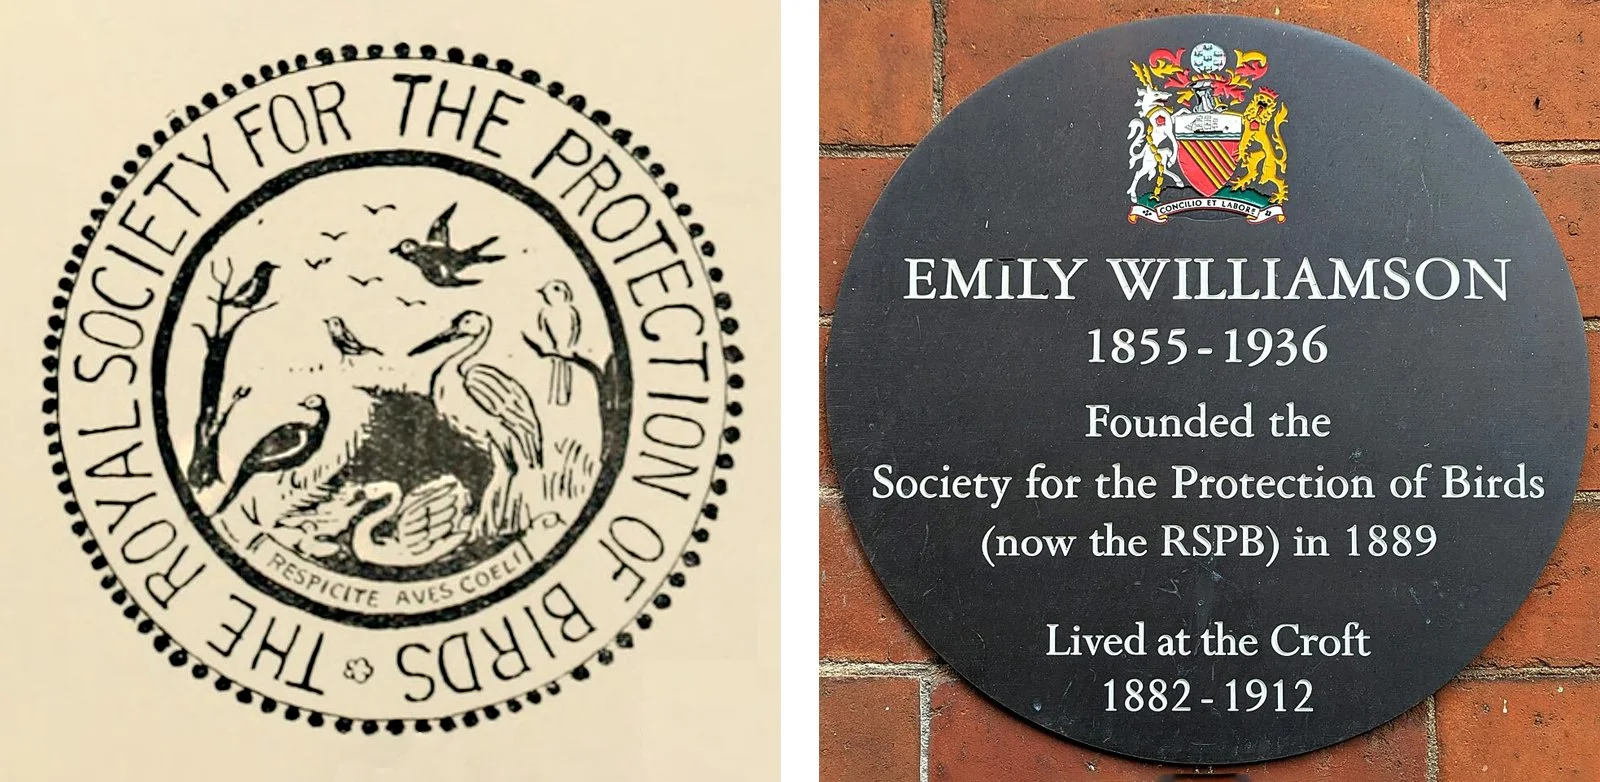 THE ROYAL SOCIETY FOR THE PROTECTION OF BIRDS
RESPICITE AVES COELI
CONCILIO ET LABORE
EMILY WILLIAMSON
1855-1936
Founded the
Society for the Protection of Birds
(now the RSPB) in 1889
Lived at the Croft
1882-1912